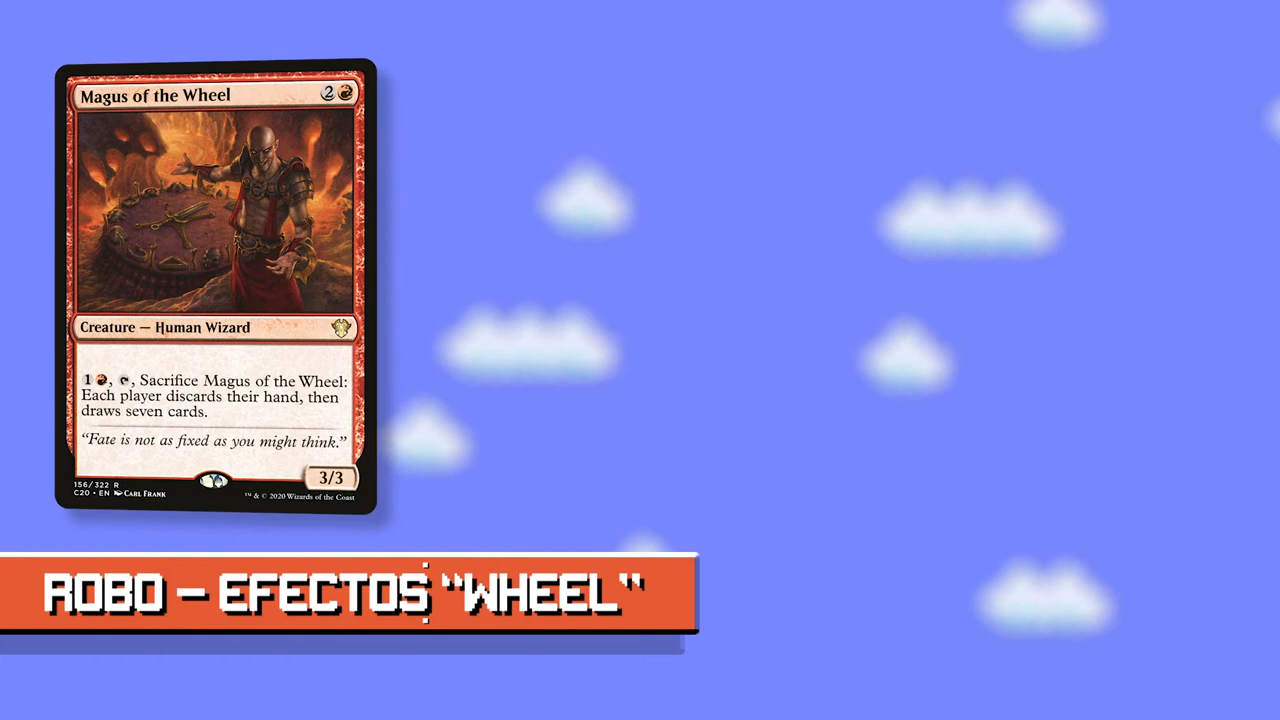 Magus of the Wheel 2
Creature — Human Wizard
1 , , Sacrifice Magus of the Wheel:
Each player discards their hand, then
draws seven cards.
“Fate is not as fixed as you might think.”
3/3
156/322 R
C20 • EN Carl Frank
™ & © 2020 Wizards of the Coast
ROBO – EFECTOS “WHEEL”